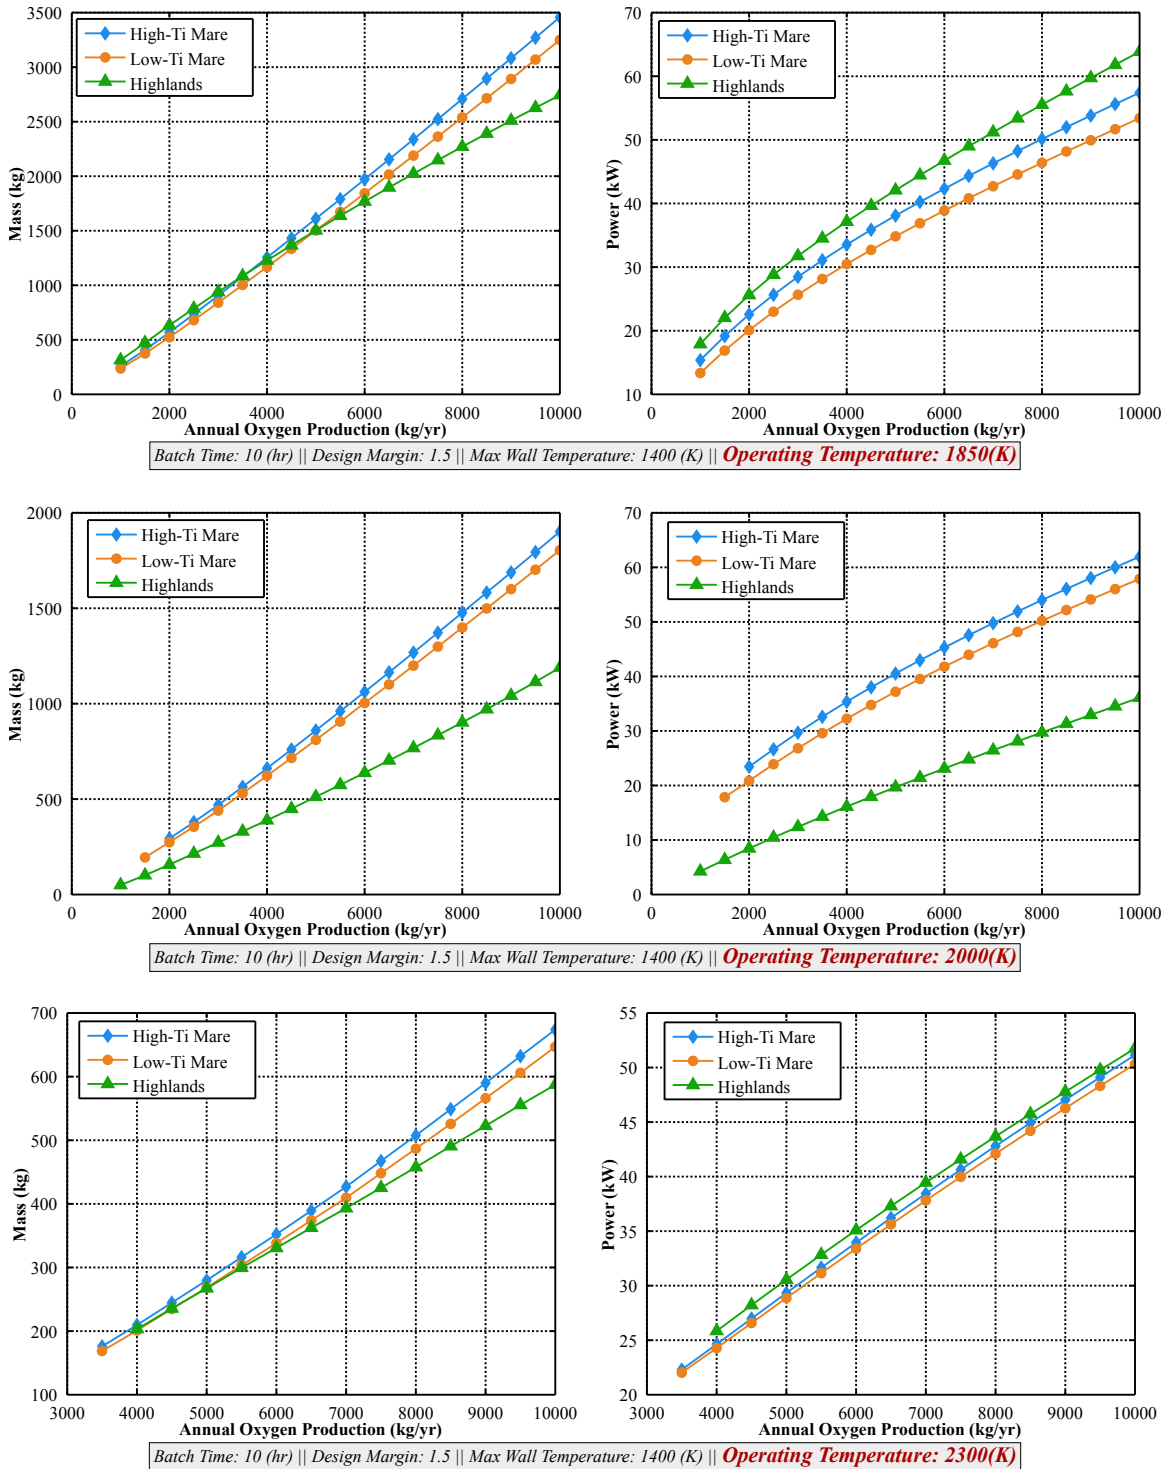 3500
3000
2500
2000
1500
1000
500
0
Mass (kg)
High-Ti Mare
Low-Ti Mare
Highlands
0 2000 4000 6000 8000 10000
Annual Oxygen Production (kg/yr)
70
60
50
40
30
20
10
Power (kW)
High-Ti Mare
Low-Ti Mare
Highlands
0 2000 4000 6000 8000 10000
Annual Oxygen Production (kg/yr)
Batch Time: 10 (hr) || Design Margin: 1.5 || Max Wall Temperature: 1400 (K) || Operating Temperature: 1850(K)
2000
1500
1000
500
0
Mass (kg)
High-Ti Mare
Low-Ti Mare
Highlands
0 2000 4000 6000 8000 10000
Annual Oxygen Production (kg/yr)
70
60
50
40
30
20
10
0
Power (kW)
High-Ti Mare
Low-Ti Mare
Highlands
0 2000 4000 6000 8000 10000
Annual Oxygen Production (kg/yr)
Batch Time: 10 (hr) || Design Margin: 1.5 || Max Wall Temperature: 1400 (K) || Operating Temperature: 2000(K)
700
600
500
400
300
200
100
Mass (kg)
High-Ti Mare
Low-Ti Mare
Highlands
3000 4000 5000 6000 7000 8000 9000 10000
Annual Oxygen Production (kg/yr)
55
50
45
40
35
30
25
20
Power (kW)
High-Ti Mare
Low-Ti Mare
Highlands
3000 4000 5000 6000 7000 8000 9000 10000
Annual Oxygen Production (kg/yr)
Batch Time: 10 (hr) || Design Margin: 1.5 || Max Wall Temperature: 1400 (K) || Operating Temperature: 2300(K)